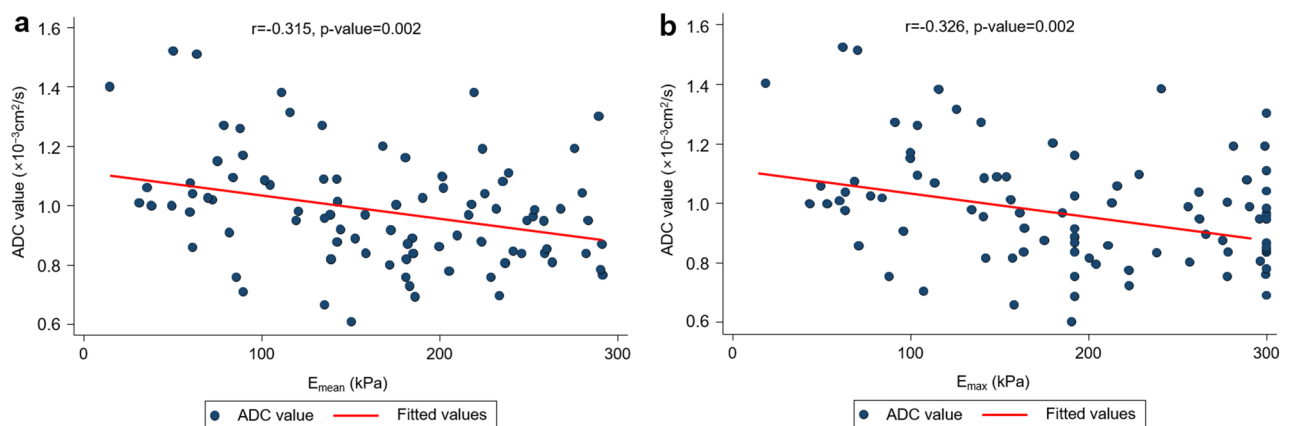 a
r=-0.315, p-value=0.002
1.6
1.4
1.2
1.0
0.8
0.6
ADC value (×10⁻³cm²/s)
0
100
200
300
Emean (kPa)
ADC value
Fitted values
b
r=-0.326, p-value=0.002
1.6
1.4
1.2
1.0
0.8
0.6
ADC value (×10⁻³cm²/s)
0
100
200
300
Emax (kPa)
ADC value
Fitted values